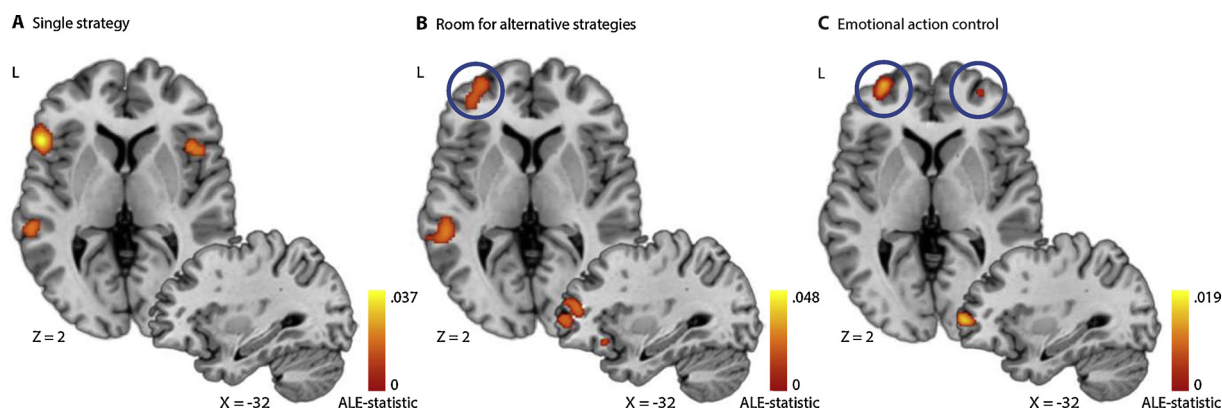 A Single strategy
B Room for alternative strategies
C Emotional action control
L
L
L
.037
.048
.019
Z = 2
Z = 2
Z = 2
0
0
0
X = -32
ALE-statistic
X = -32
ALE-statistic
X = -32
ALE-statistic